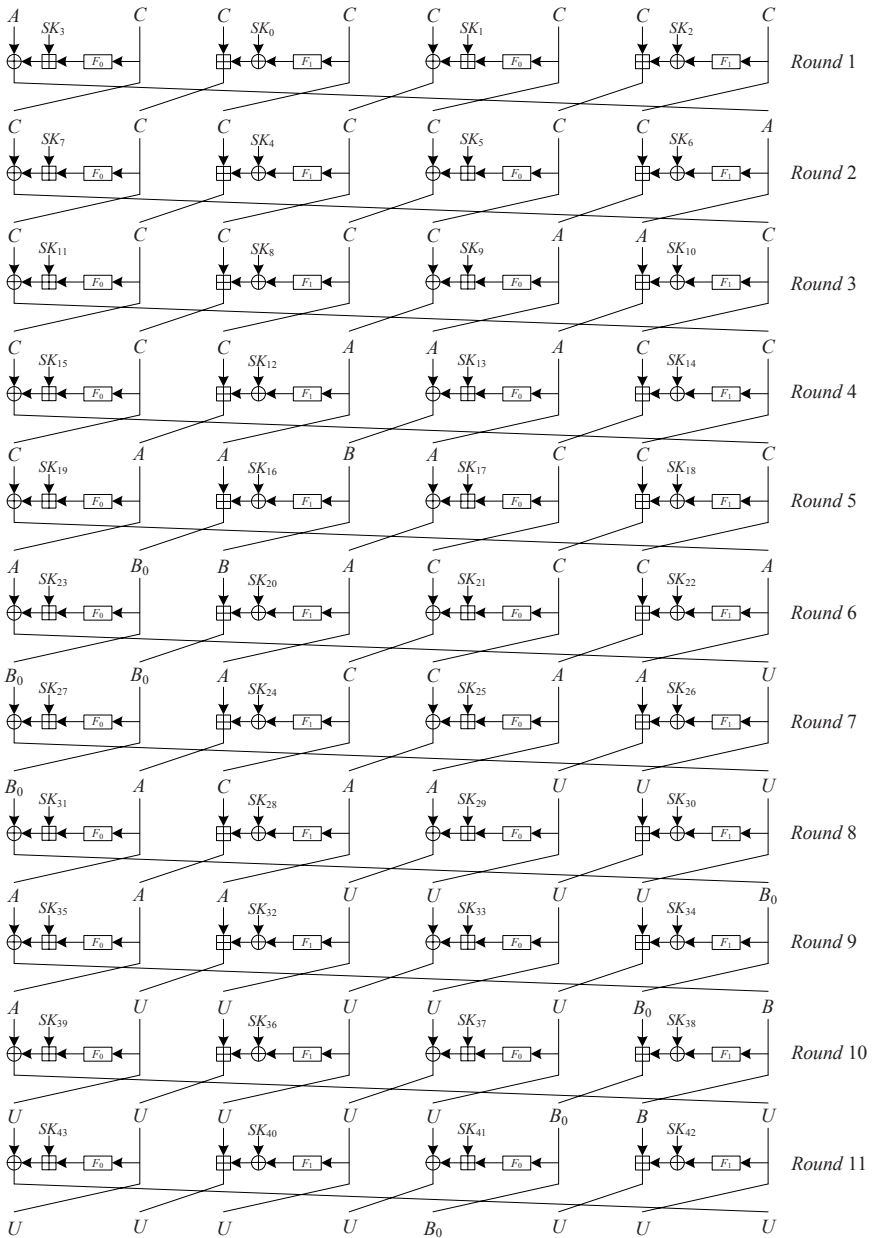 A C C C C C C C
SK3 SK0 SK1 SK2
F0 F1 F0 F1 Round 1
C C C C C C C A
SK7 SK4 SK5 SK6
F0 F1 F0 F1 Round 2
C C C C C A A C
SK11 SK8 SK9 SK10
F0 F1 F0 F1 Round 3
C C C A A A C C
SK15 SK12 SK13 SK14
F0 F1 F0 F1 Round 4
C A A B A C C C
SK19 SK16 SK17 SK18
F0 F1 F0 F1 Round 5
A B0 B A C C C A
SK23 SK20 SK21 SK22
F0 F1 F0 F1 Round 6
B0 B0 A C C A A U
SK27 SK24 SK25 SK26
F0 F1 F0 F1 Round 7
B0 A C A A U U U
SK31 SK28 SK29 SK30
F0 F1 F0 F1 Round 8
A A A U U U U B0
SK35 SK32 SK33 SK34
F0 F1 F0 F1 Round 9
A U U U U U B0 B
SK39 SK36 SK37 SK38
F0 F1 F0 F1 Round 10
U U U U U B0 B U
SK43 SK40 SK41 SK42
F0 F1 F0 F1 Round 11
U U U U B0 U U U